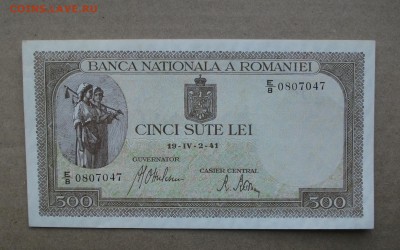 coins.lave.ru
BANCA NATIONALA A ROMANIEI
E/8 0807047
CINCI SUTE LEI
19-IV-2-41
GUVERNATOR
CASIER CENTRAL
E/8 0807047
500
500